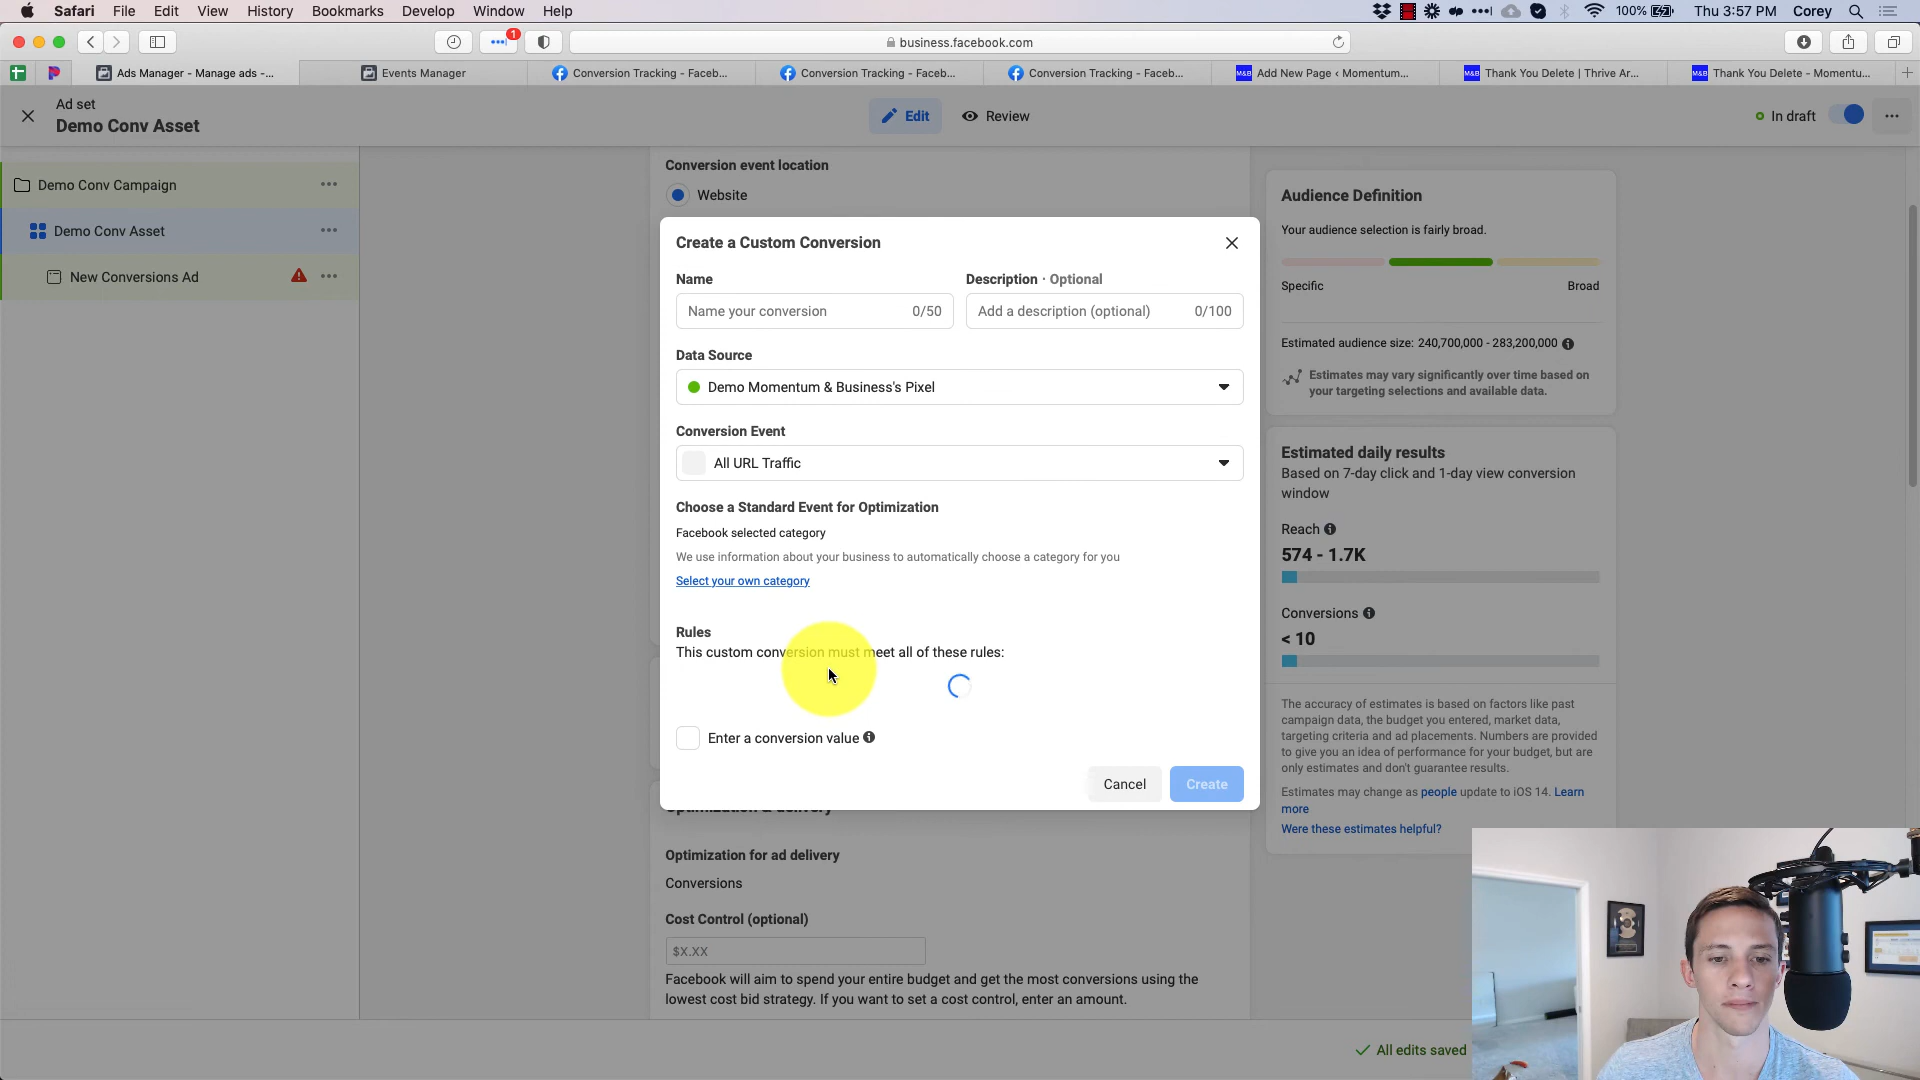 Safari File Edit View History Bookmarks Develop Window Help
100% Thu 3:57 PM Corey
1
business.facebook.com
Ads Manager - Manage ads -...
Events Manager
Conversion Tracking - Faceb...
Conversion Tracking - Faceb...
Conversion Tracking - Faceb...
M&B Add New Page ‹ Momentum...
M&B Thank You Delete | Thrive Ar...
M&B Thank You Delete - Momentu...
Ad set
Demo Conv Asset
Edit
Review
In draft
Demo Conv Campaign
Demo Conv Asset
New Conversions Ad
Conversion event location
Website
Create a Custom Conversion
Name
Description · Optional
Name your conversion 0/50
Add a description (optional) 0/100
Data Source
Demo Momentum & Business's Pixel
Conversion Event
All URL Traffic
Choose a Standard Event for Optimization
Facebook selected category
We use information about your business to automatically choose a category for you
Select your own category
Rules
This custom conversion must meet all of these rules:
Enter a conversion value
Cancel
Create
Optimization & delivery
Optimization for ad delivery
Conversions
Cost Control (optional)
$X.XX
Facebook will aim to spend your entire budget and get the most conversions using the
lowest cost bid strategy. If you want to set a cost control, enter an amount.
Audience Definition
Your audience selection is fairly broad.
Specific
Broad
Estimated audience size: 240,700,000 - 283,200,000
Estimates may vary significantly over time based on
your targeting selections and available data.
Estimated daily results
Based on 7-day click and 1-day view conversion
window
Reach
574 - 1.7K
Conversions
< 10
The accuracy of estimates is based on factors like past
campaign data, the budget you entered, market data,
targeting criteria and ad placements. Numbers are provided
to give you an idea of performance for your budget, but are
only estimates and don't guarantee results.
Estimates may change as people update to iOS 14. Learn
more
Were these estimates helpful?
All edits saved